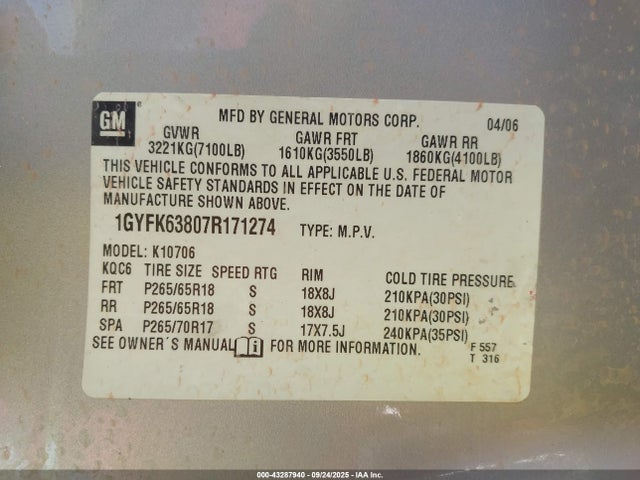 GM
MFD BY GENERAL MOTORS CORP. 04/06
GVWR GAWR FRT GAWR RR
3221KG(7100LB) 1610KG(3550LB) 1860KG(4100LB)
THIS VEHICLE CONFORMS TO ALL APPLICABLE U.S. FEDERAL MOTOR
VEHICLE SAFETY STANDARDS IN EFFECT ON THE DATE OF
MANUFACTURE SHOWN ABOVE.
1GYFK63807R171274 TYPE: M.P.V.
MODEL: K10706
KQC6 TIRE SIZE SPEED RTG RIM COLD TIRE PRESSURE
FRT P265/65R18 S 18X8J 210KPA(30PSI)
RR P265/65R18 S 18X8J 210KPA(30PSI)
SPA P265/70R17 S 17X7.5J 240KPA(35PSI)
SEE OWNER´S MANUAL FOR MORE INFORMATION.
F 557
T 316
000-43287940 - 09/24/2025 - IAA Inc.